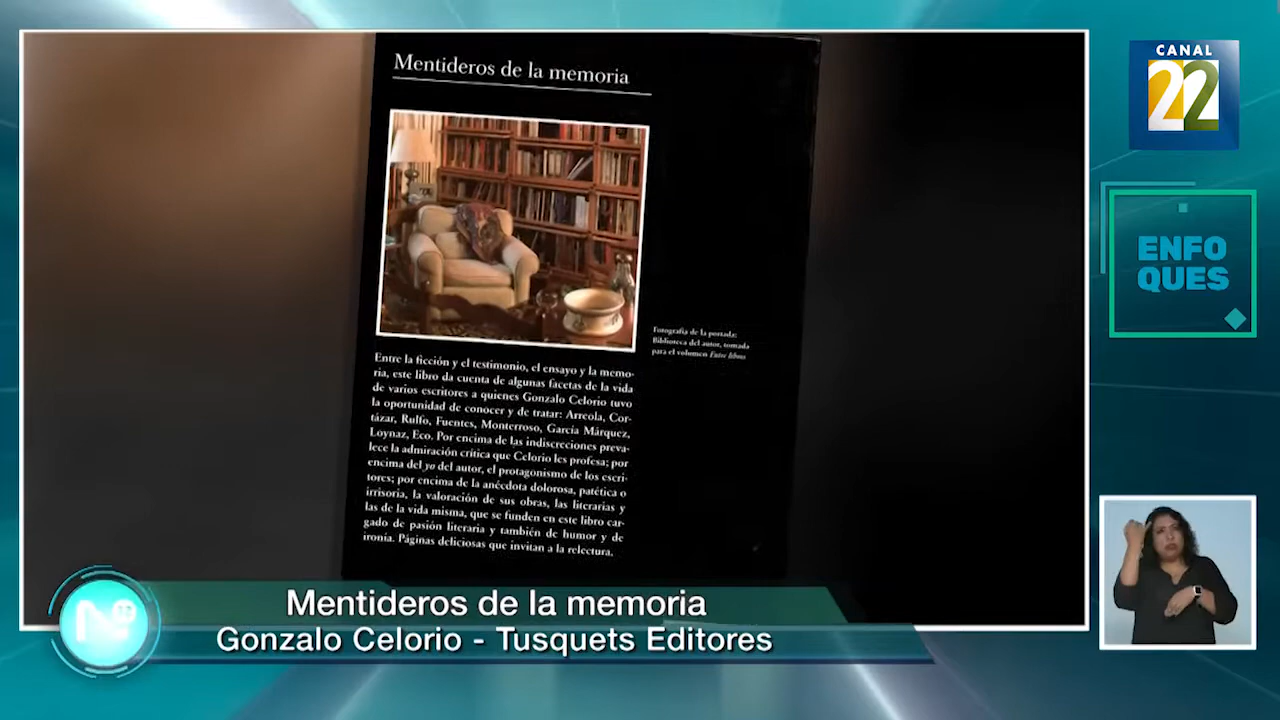 Mentideros de la memoria
Fotografía de la portada:
Biblioteca del autor, tomada
para el volumen Entre libros
Entre la ficción y el testimonio, el ensayo y la memo-
ria, este libro da cuenta de algunas facetas de la vida
de varios escritores a quienes Gonzalo Celorio tuvo
la oportunidad de conocer y de tratar: Arreola, Cor-
tázar, Rulfo, Fuentes, Monterroso, García Márquez,
Loynaz, Eco. Por encima de las indiscreciones preva-
lece la admiración crítica que Celorio les profesa; por
encima del yo del autor, el protagonismo de los escri-
tores; por encima de la anécdota dolorosa, patética o
irrisoria, la valoración de sus obras, las literarias y
las de la vida misma, que se funden en este libro car-
gado de pasión literaria y también de humor y de
ironía. Páginas deliciosas que invitan a la relectura.
Mentideros de la memoria
Gonzalo Celorio - Tusquets Editores
CANAL
22
ENFO
QUES